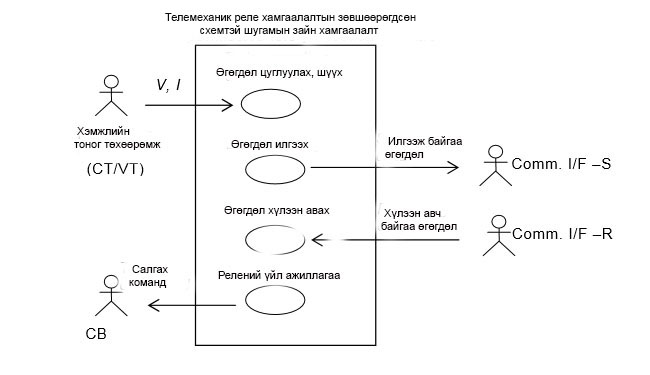 Телемеханик реле хамгаалалтын зөвшөөрөгдсөн
схемтэй шугамын зайн хамгаалалт
Өгөгдөл цуглуулах, шүүх
V, I
Хэмжлийн
тоног төхөөрөмж
(CT/VT)
Өгөгдөл илгээх
Илгээж байгаа
өгөгдөл
Comm. I/F –S
Өгөгдөл хүлээн авах
Хүлээн авч
байгаа өгөгдөл
Comm. I/F –R
Салгах
команд
Релений үйл ажиллагаа
CB